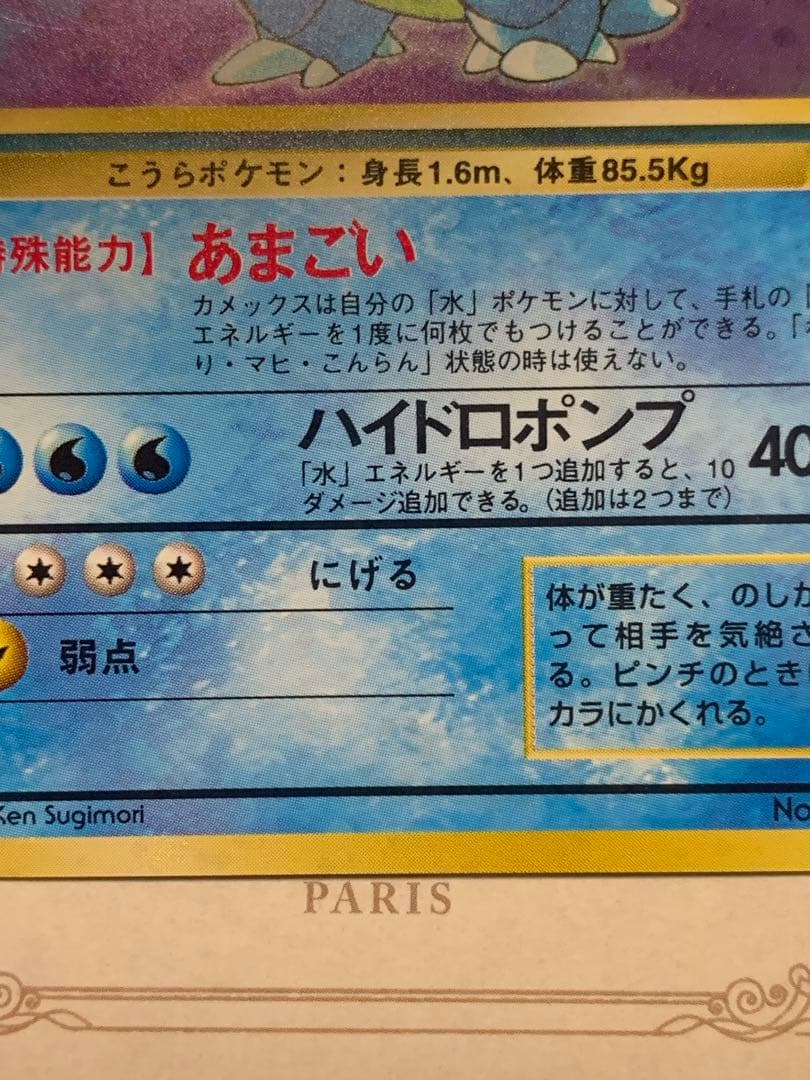 こうらポケモン：身長1.6m、体重85.5Kg
特殊能力】 あまごい
カメックスは自分の「水」ポケモンに対して、手札の「
エネルギーを1度に何枚でもつけることができる。「ネ
り・マヒ・こんらん」状態の時は使えない。
ハイドロポンプ 40
「水」エネルギーを1つ追加すると、10
ダメージ追加できる。（追加は2つまで）
にげる
弱点
体が重たく、のしか
って相手を気絶さ
る。ピンチのとき
カラにかくれる。
Ken Sugimori
No
PARIS